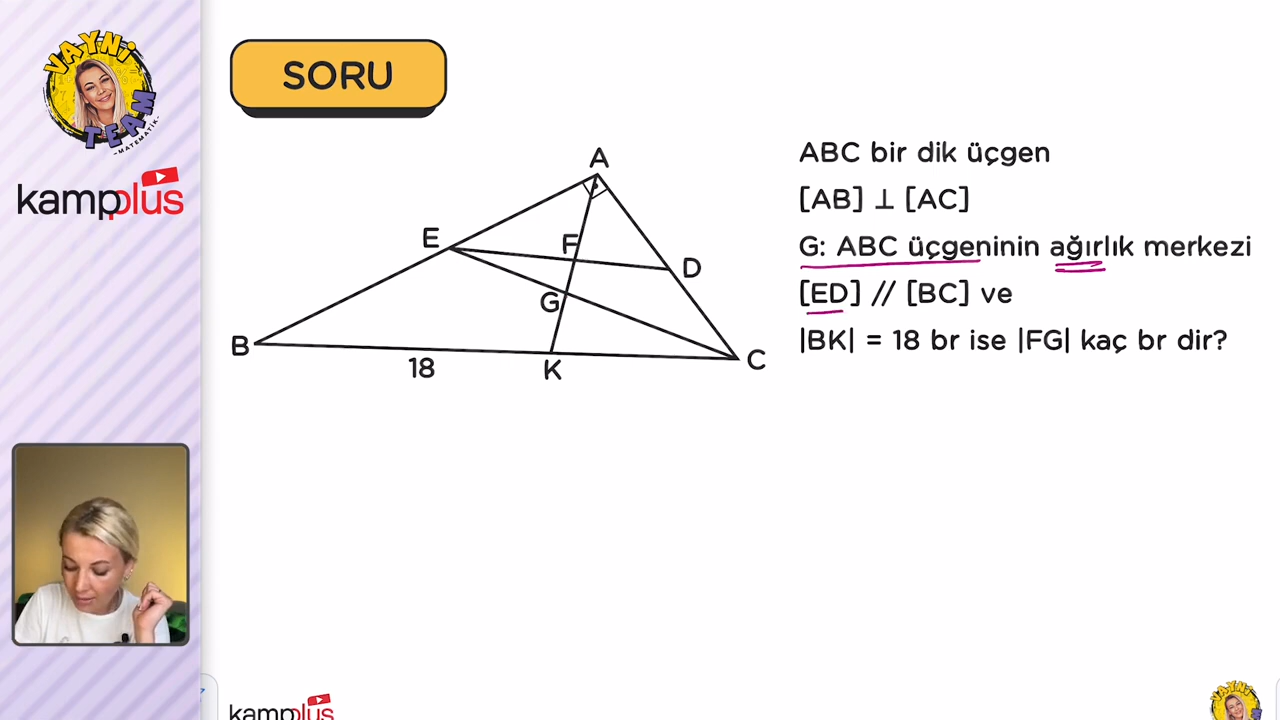 VAYNİ
TEAM
-MATEMATİK-
kampplus
SORU
A
E
F
D
G
B
18
K
C
ABC bir dik üçgen
[AB] ⊥ [AC]
G: ABC üçgeninin ağırlık merkezi
[ED] // [BC] ve
|BK| = 18 br ise |FG| kaç br dir?
kampplus